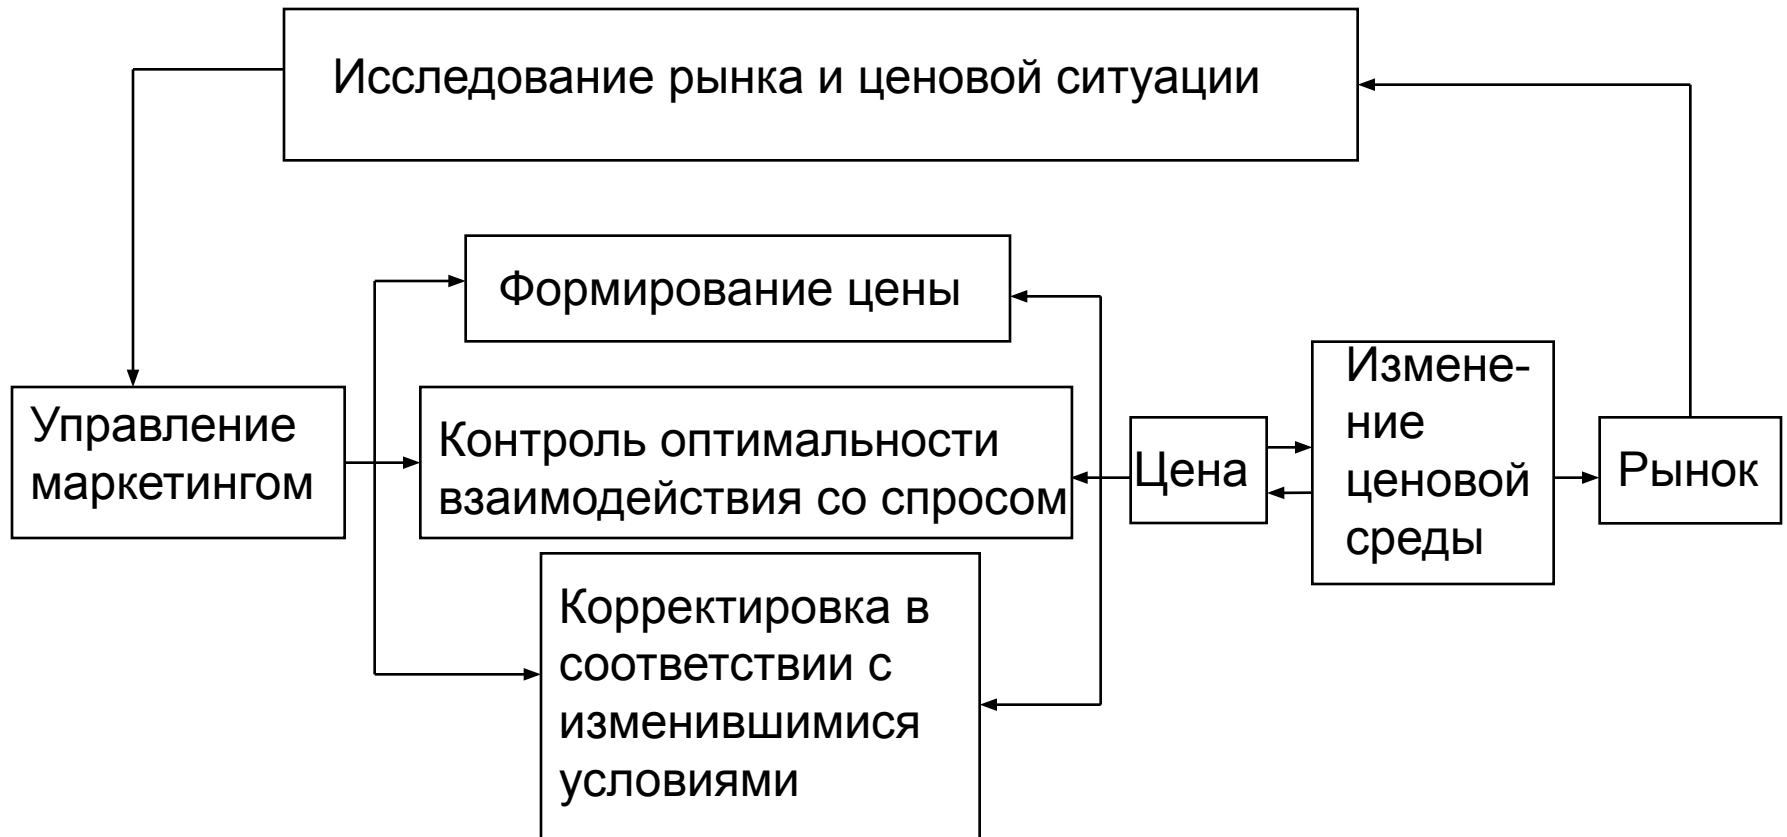 Исследование рынка и ценовой ситуации
Формирование цены
Управление
маркетингом
Контроль оптимальности
взаимодействия со спросом
Корректировка в
соответствии с
изменившимися
условиями
Цена
Измене-
ние
ценовой
среды
Рынок